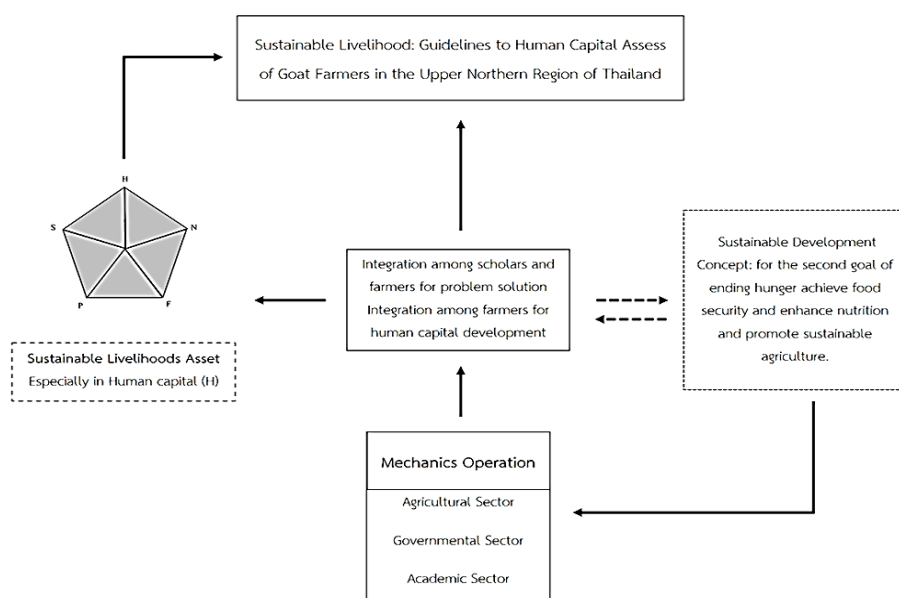 Sustainable Livelihood: Guidelines to Human Capital Assess
of Goat Farmers in the Upper Northern Region of Thailand
H
S
N
P
F
Sustainable Livelihoods Asset
Especially in Human capital (H)
Integration among scholars and
farmers for problem solution
Integration among farmers for
human capital development
Sustainable Development
Concept: for the second goal of
ending hunger achieve food
security and enhance nutrition
and promote sustainable
agriculture.
Mechanics Operation
Agricultural Sector
Governmental Sector
Academic Sector